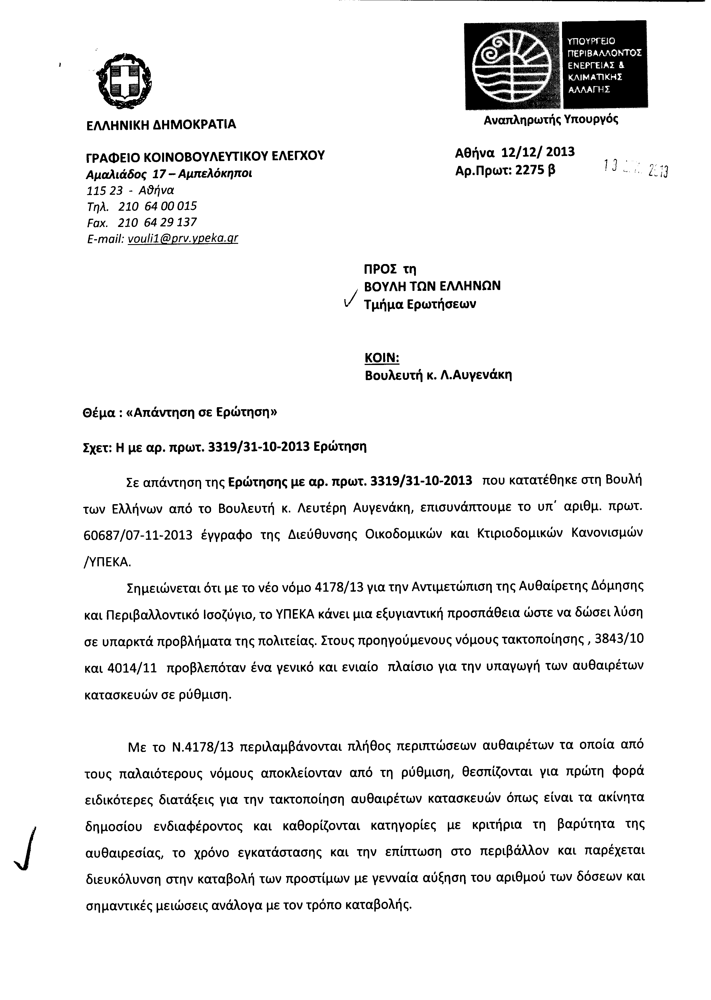 ΥΠΟΥΡΓΕΙΟ
ΠΕΡΙΒΑΛΛΟΝΤΟΣ
ΕΝΕΡΓΕΙΑΣ &
ΚΛΙΜΑΤΙΚΗΣ
ΑΛΛΑΓΗΣ
ΕΛΛΗΝΙΚΗ ΔΗΜΟΚΡΑΤΙΑ
Αναπληρωτής Υπουργός
ΓΡΑΦΕΙΟ ΚΟΙΝΟΒΟΥΛΕΥΤΙΚΟΥ ΕΛΕΓΧΟΥ
Αμαλιάδος 17 – Αμπελόκηποι
115 23 - Αθήνα
Τηλ. 210 64 00 015
Fax. 210 64 29 137
E-mail: vouli1@prv.ypeka.gr
Αθήνα 12/12/ 2013
Αρ.Πρωτ: 2275 β
13 2013
ΠΡΟΣ τη
ΒΟΥΛΗ ΤΩΝ ΕΛΛΗΝΩΝ
Τμήμα Ερωτήσεων
ΚΟΙΝ:
Βουλευτή κ. Λ.Αυγενάκη
Θέμα : «Απάντηση σε Ερώτηση»
Σχετ: Η με αρ. πρωτ. 3319/31-10-2013 Ερώτηση
Σε απάντηση της Ερώτησης με αρ. πρωτ. 3319/31-10-2013 που κατατέθηκε στη Βουλή
των Ελλήνων από το Βουλευτή κ. Λευτέρη Αυγενάκη, επισυνάπτουμε το υπ' αριθμ. πρωτ.
60687/07-11-2013 έγγραφο της Διεύθυνσης Οικοδομικών και Κτιριοδομικών Κανονισμών
/ΥΠΕΚΑ.
Σημειώνεται ότι με το νέο νόμο 4178/13 για την Αντιμετώπιση της Αυθαίρετης Δόμησης
και Περιβαλλοντικό Ισοζύγιο, το ΥΠΕΚΑ κάνει μια εξυγιαντική προσπάθεια ώστε να δώσει λύση
σε υπαρκτά προβλήματα της πολιτείας. Στους προηγούμενους νόμους τακτοποίησης , 3843/10
και 4014/11 προβλεπόταν ένα γενικό και ενιαίο πλαίσιο για την υπαγωγή των αυθαιρέτων
κατασκευών σε ρύθμιση.
Με το Ν.4178/13 περιλαμβάνονται πλήθος περιπτώσεων αυθαιρέτων τα οποία από
τους παλαιότερους νόμους αποκλείονταν από τη ρύθμιση, θεσπίζονται για πρώτη φορά
ειδικότερες διατάξεις για την τακτοποίηση αυθαιρέτων κατασκευών όπως είναι τα ακίνητα
δημοσίου ενδιαφέροντος και καθορίζονται κατηγορίες με κριτήρια τη βαρύτητα της
αυθαιρεσίας, το χρόνο εγκατάστασης και την επίπτωση στο περιβάλλον και παρέχεται
διευκόλυνση στην καταβολή των προστίμων με γενναία αύξηση του αριθμού των δόσεων και
σημαντικές μειώσεις ανάλογα με τον τρόπο καταβολής.